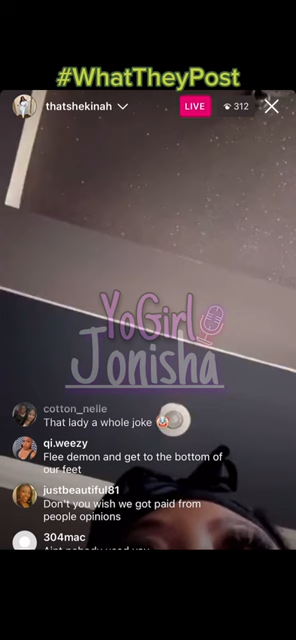 #WhatTheyPost
thatshekinah
LIVE
312
YoGirl
Jonisha
cotton_nelle
That lady a whole joke 🤡
qi.weezy
Flee demon and get to the bottom of
our feet
justbeautiful81
Don't you wish we got paid from
people opinions
304mac